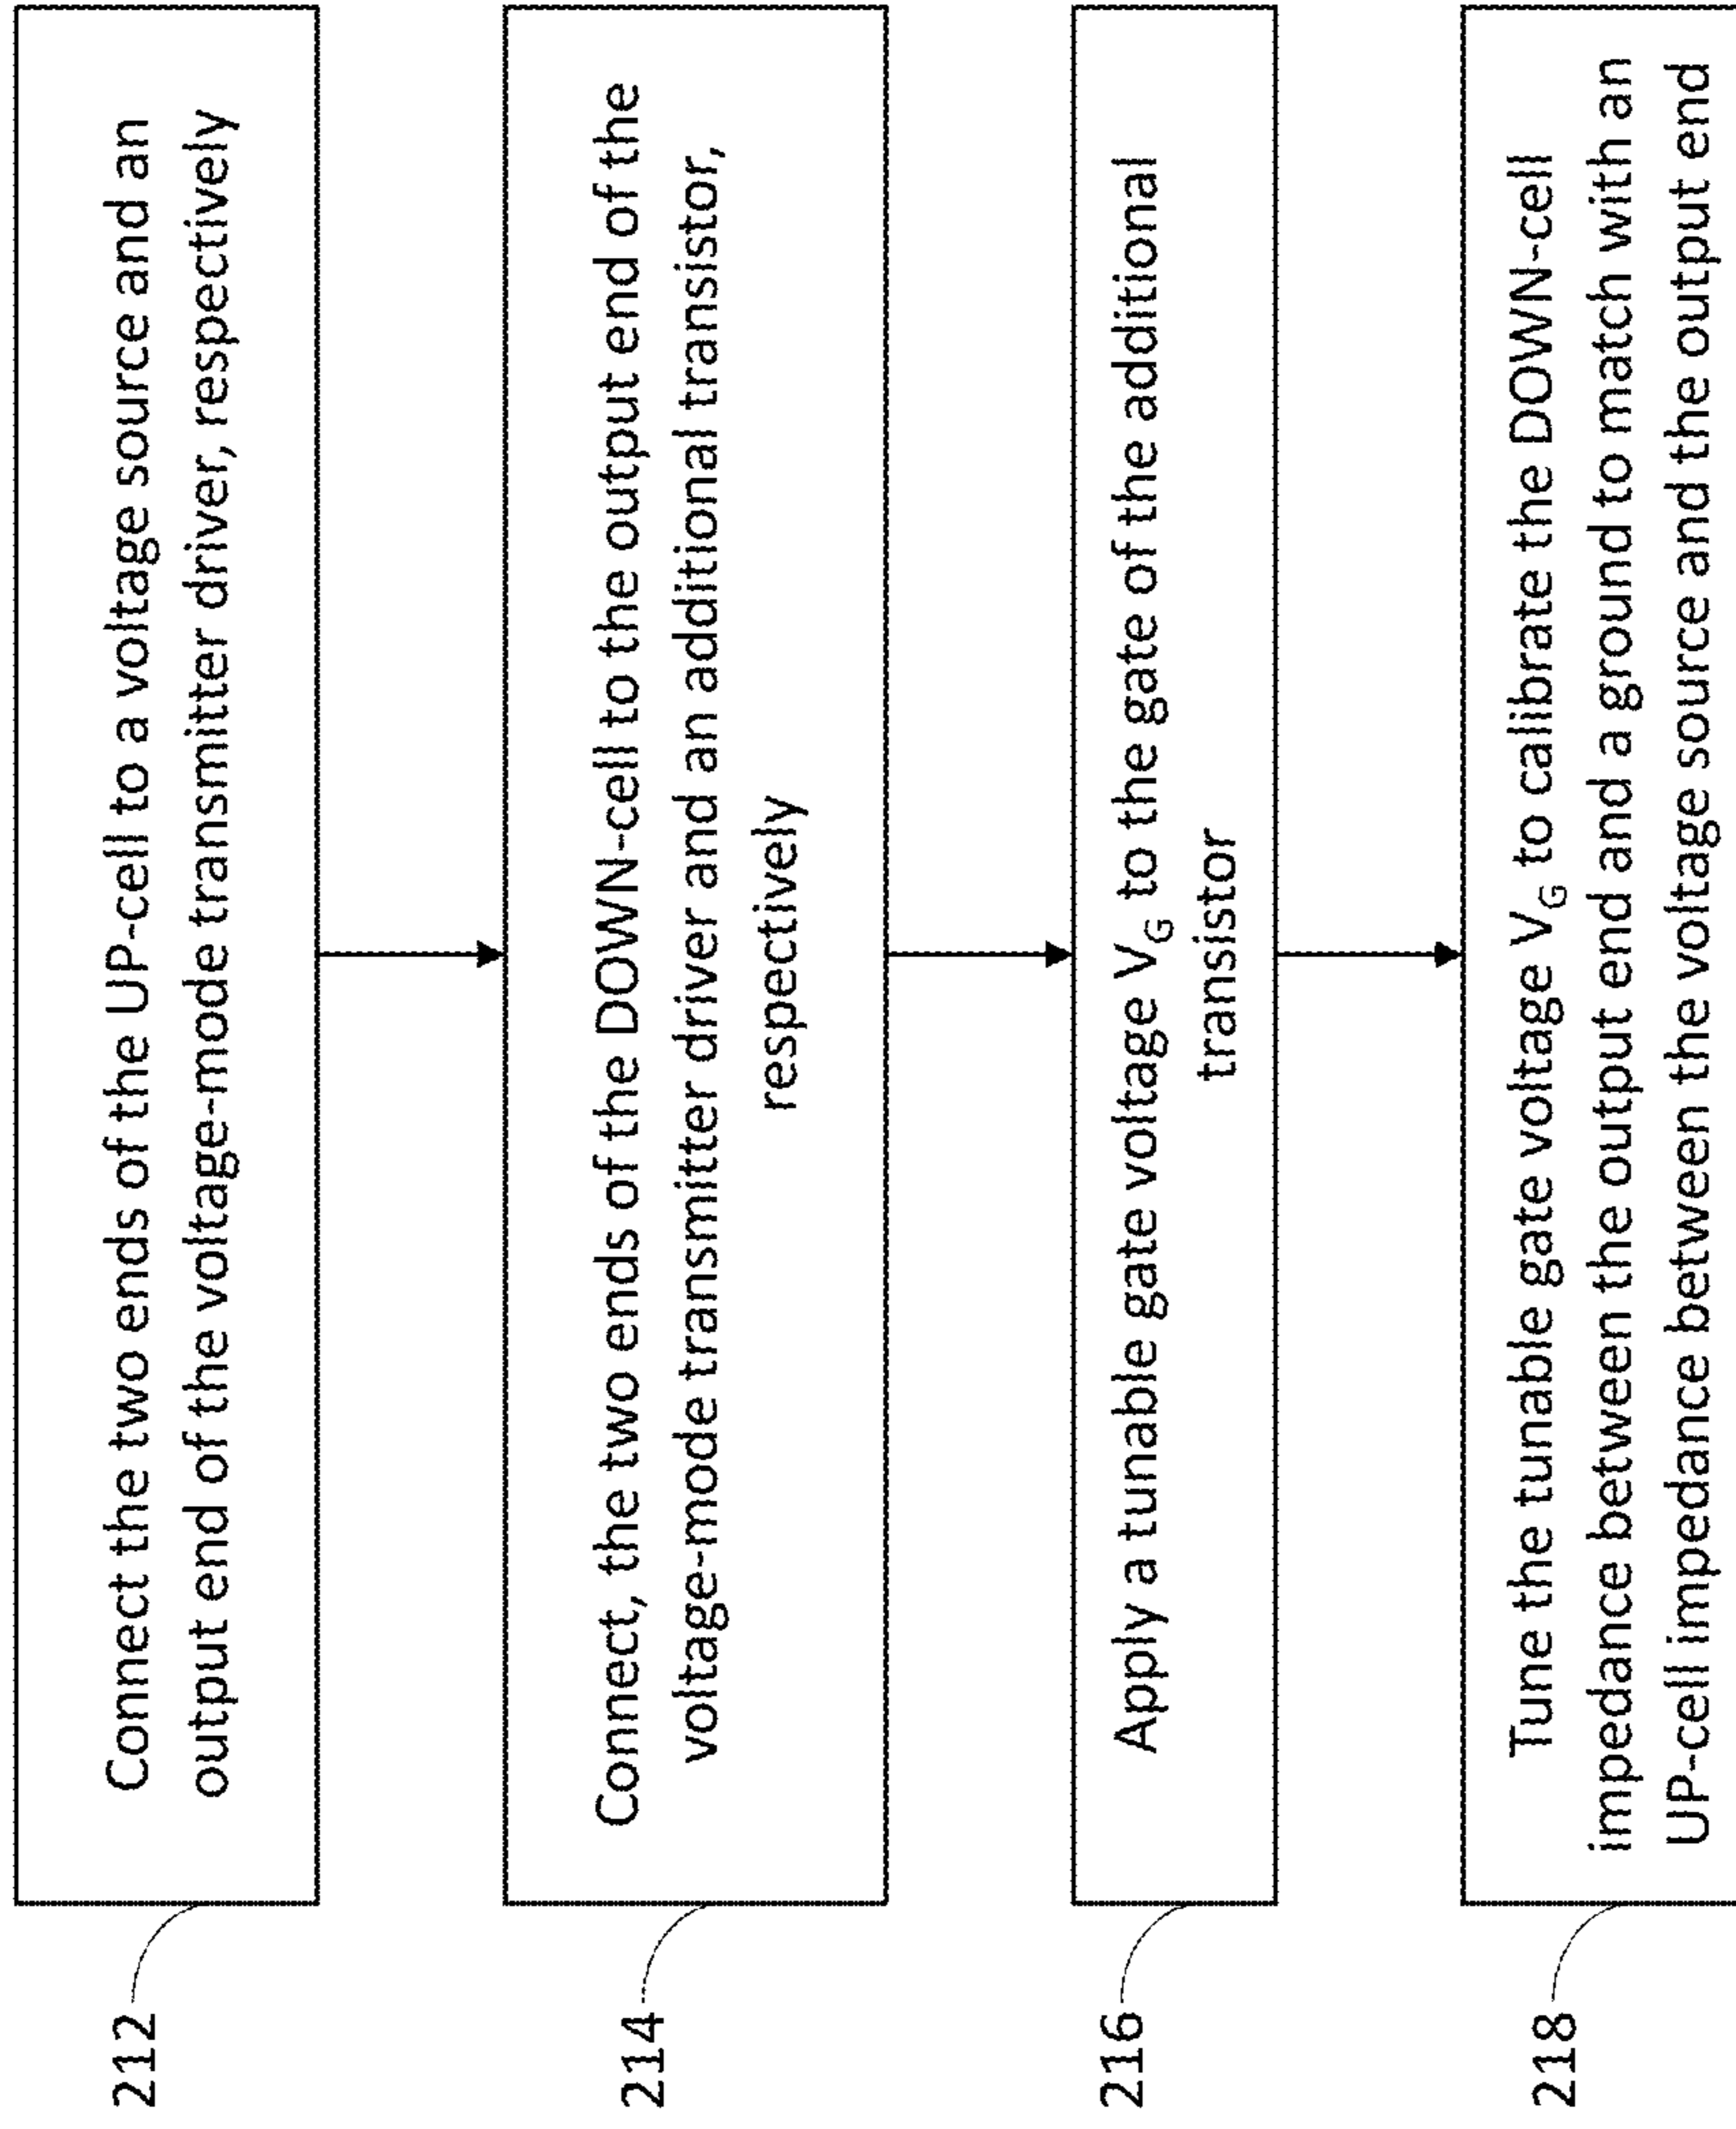 212
Connect the two ends of the UP-cell to a voltage source and an
output end of the voltage-mode transmitter driver, respectively
214
Connect, the two ends of the DOWN-cell to the output end of the
voltage-mode transmitter driver and an additional transistor,
respectively
216
Apply a tunable gate voltage VG to the gate of the additional
transistor
218
Tune the tunable gate voltage VG to calibrate the DOWN-cell
impedance between the output end and a ground to match with an
UP-cell impedance between the voltage source and the output end